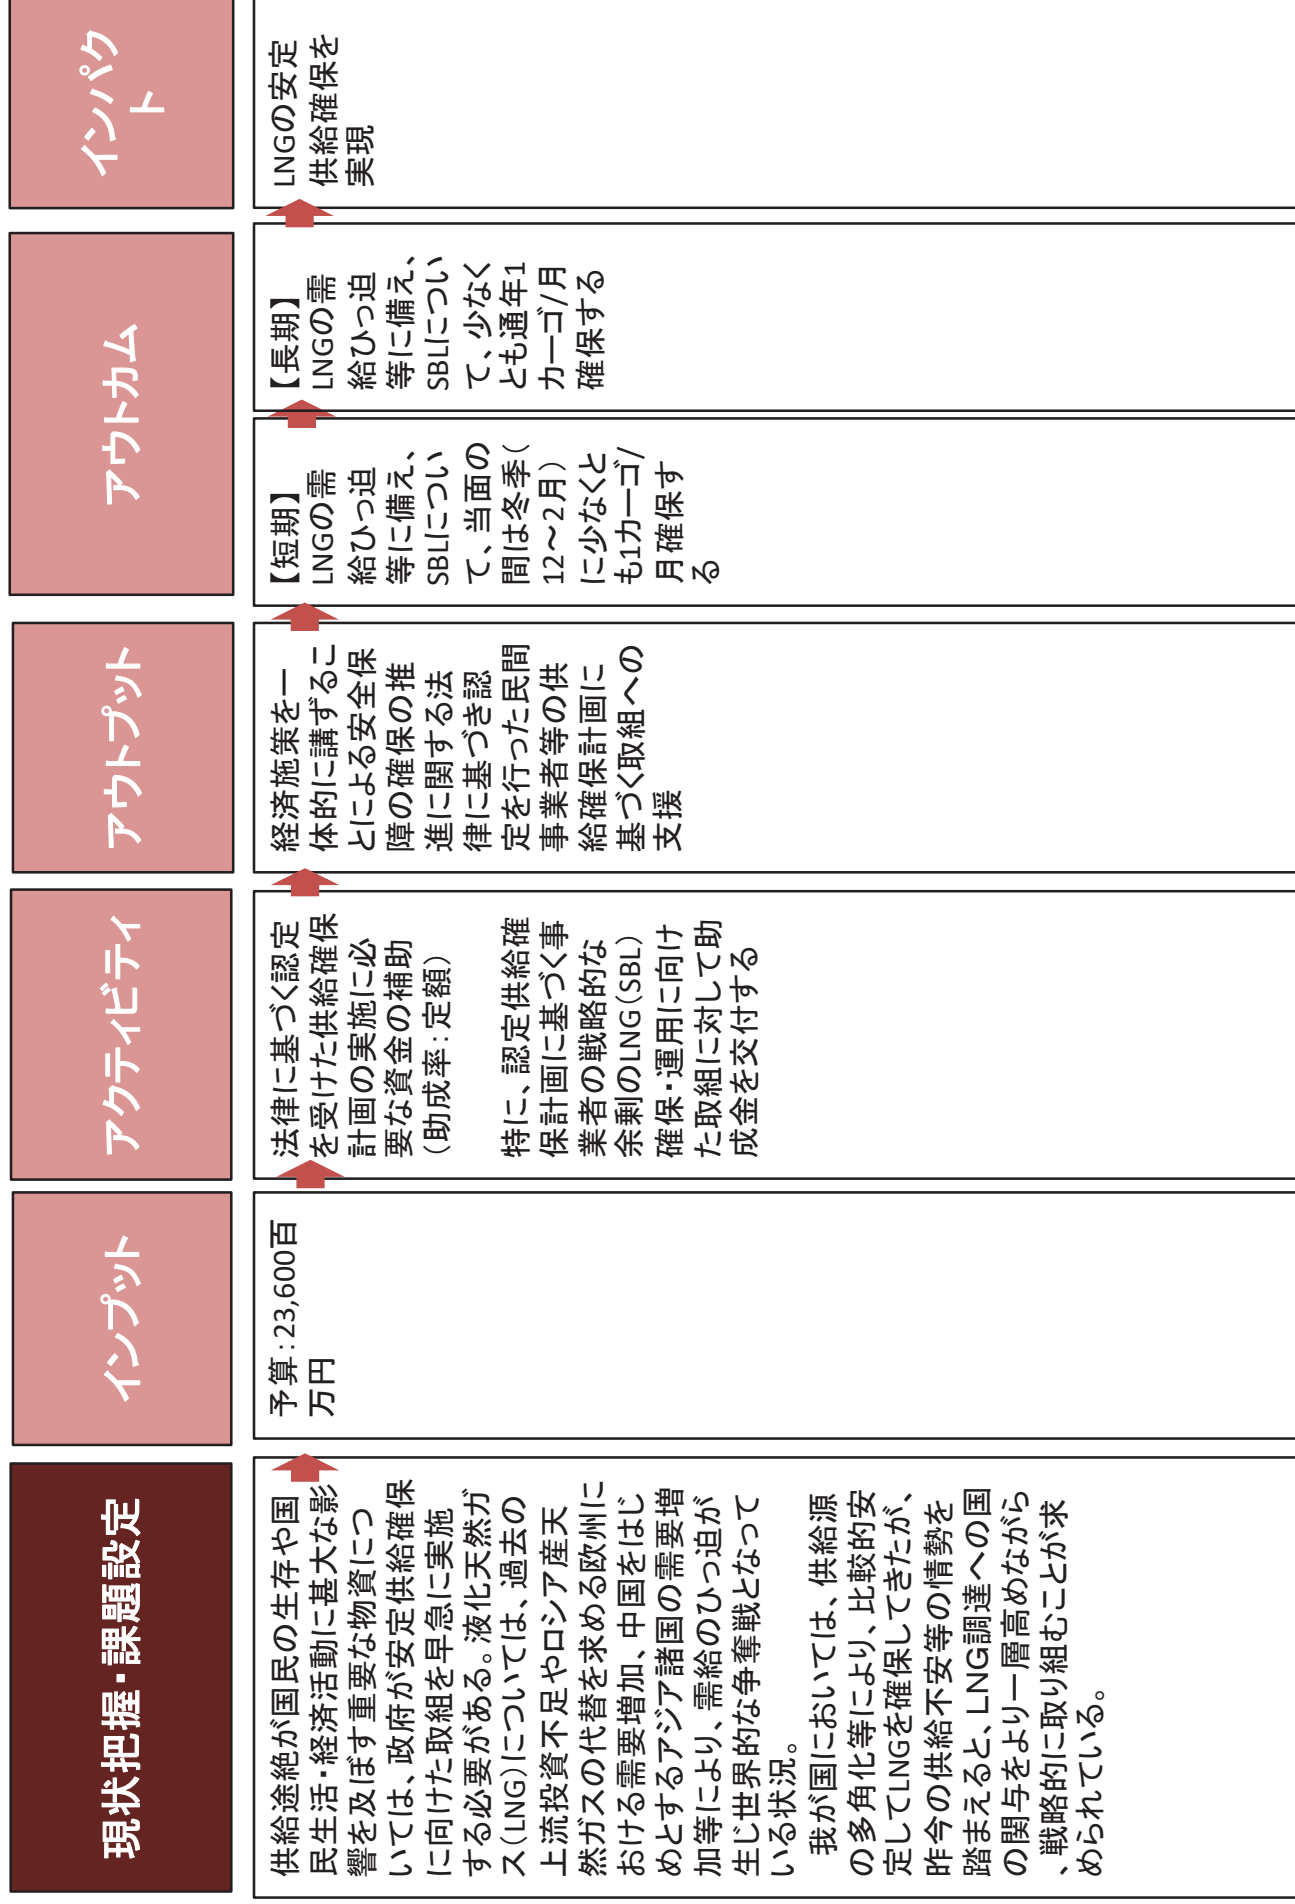 現状把握・課題設定
供給途絶が国民の生存や国
民生活・経済活動に甚大な影
響を及ぼす重要な物資につ
いては、政府が安定供給確保
に向けた取組を早急に実施
する必要がある。液化天然ガ
ス（LNG）については、過去の
上流投資不足やロシア産天
然ガスの代替を求める欧州に
おける需要増加、中国をはじ
めとするアジア諸国の需要増
加等により、需給のひっ迫が
生じ世界的な争奪戦となって
いる状況。
我が国においては、供給源
の多角化等により、比較的安
定してLNGを確保してきたが、
昨今の供給不安等の情勢を
踏まえると、LNG調達への国
の関与をより一層高めながら
、戦略的に取り組むことが求
められている。
インプット
予算：23,600百
万円
アクティビティ
法律に基づく認定
を受けた供給確保
計画の実施に必
要な資金の補助
（助成率：定額）
特に、認定供給確
保計画に基づく事
業者の戦略的な
余剰のLNG（SBL）
確保・運用に向け
た取組に対して助
成金を交付する
アウトプット
経済施策を一
体的に講ずるこ
とによる安全保
障の確保の推
進に関する法
律に基づき認
定を行った民間
事業者等の供
給確保計画に
基づく取組への
支援
アウトカム
【短期】
LNGの需
給ひっ迫
等に備え、
SBLについ
て、当面の
間は冬季（
12～2月）
に少なくと
も1カーゴ/
月確保す
る
【長期】
LNGの需
給ひっ迫
等に備え、
SBLについ
て、少なく
とも通年1
カーゴ/月
確保する
インパク
ト
LNGの安定
供給確保を
実現